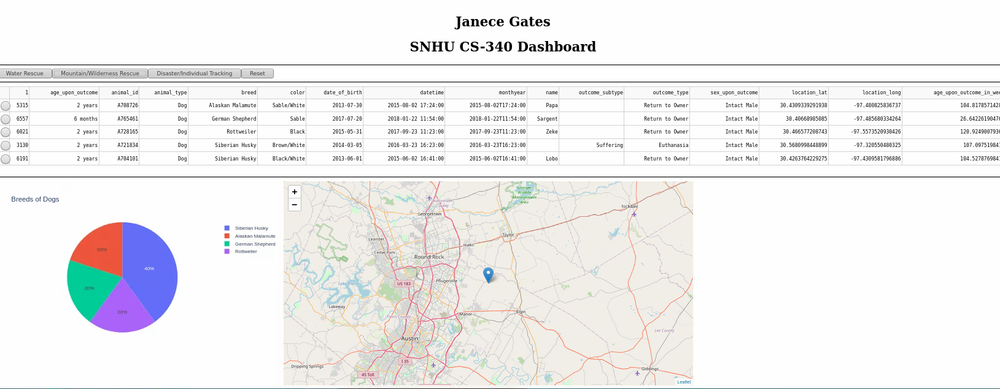 Janece Gates
SNHU CS-340 Dashboard
Water Rescue Mountain/Wilderness Rescue Disaster/Individual Tracking Reset
1 age_upon_outcome animal_id animal_type breed color date_of_birth datetime monthyear name outcome_subtype outcome_type sex_upon_outcome location_lat location_long age_upon_outcome_in_wee
5315 2 years A708726 Dog Alaskan Malamute Sable/White 2013-07-30 2015-08-02 17:24:00 2015-08-02T17:24:00 Papa Return to Owner Intact Male 30.4309339291938 -97.480825836737 104.8178571428
6557 6 months A765461 Dog German Shepherd Sable 2017-07-20 2018-01-22 11:54:00 2018-01-22T11:54:00 Sargent Return to Owner Intact Male 30.40668985085 -97.485680334264 26.6422619047
6021 2 years A728165 Dog Rottweiler Black 2015-05-31 2017-09-23 11:23:00 2017-09-23T11:23:00 Zeke Return to Owner Intact Male 30.466577208743 -97.5573520930426 120.9249007936
3130 2 years A721834 Dog Siberian Husky Brown/White 2014-03-05 2016-03-23 16:23:00 2016-03-23T16:23:00 Suffering Euthanasia Intact Male 30.5680998448899 -97.320550480325 107.097519841
6191 2 years A704101 Dog Siberian Husky Black/White 2013-06-01 2015-06-02 16:41:00 2015-06-02T16:41:00 Lobo Return to Owner Intact Male 30.4263764229275 -97.4309581796886 104.527876984
Breeds of Dogs
Siberian Husky
Alaskan Malamute
German Shepherd
Rottweiler
20%
40%
20%
20%
+
−
Granger
Wildlife
Management
Area
Williamson
County
Rockdale
Georgetown
Taylor
Leander
Hutto
Cedar Park
Round Rock
Pflugerville
US 183
Lake Travis
Lakeway
Manor
Elgin
Travis County
Lee County
Austin
I 35
Dripping Springs
Giddings
45 Toll
Leaflet